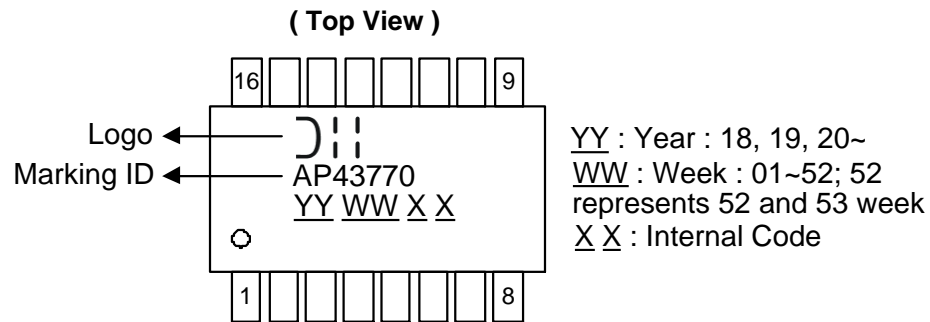 ( Top View )
16 9
Logo
Marking ID
AP43770
YY WW X X
1 8
YY : Year : 18, 19, 20~
WW : Week : 01~52; 52
represents 52 and 53 week
X X : Internal Code